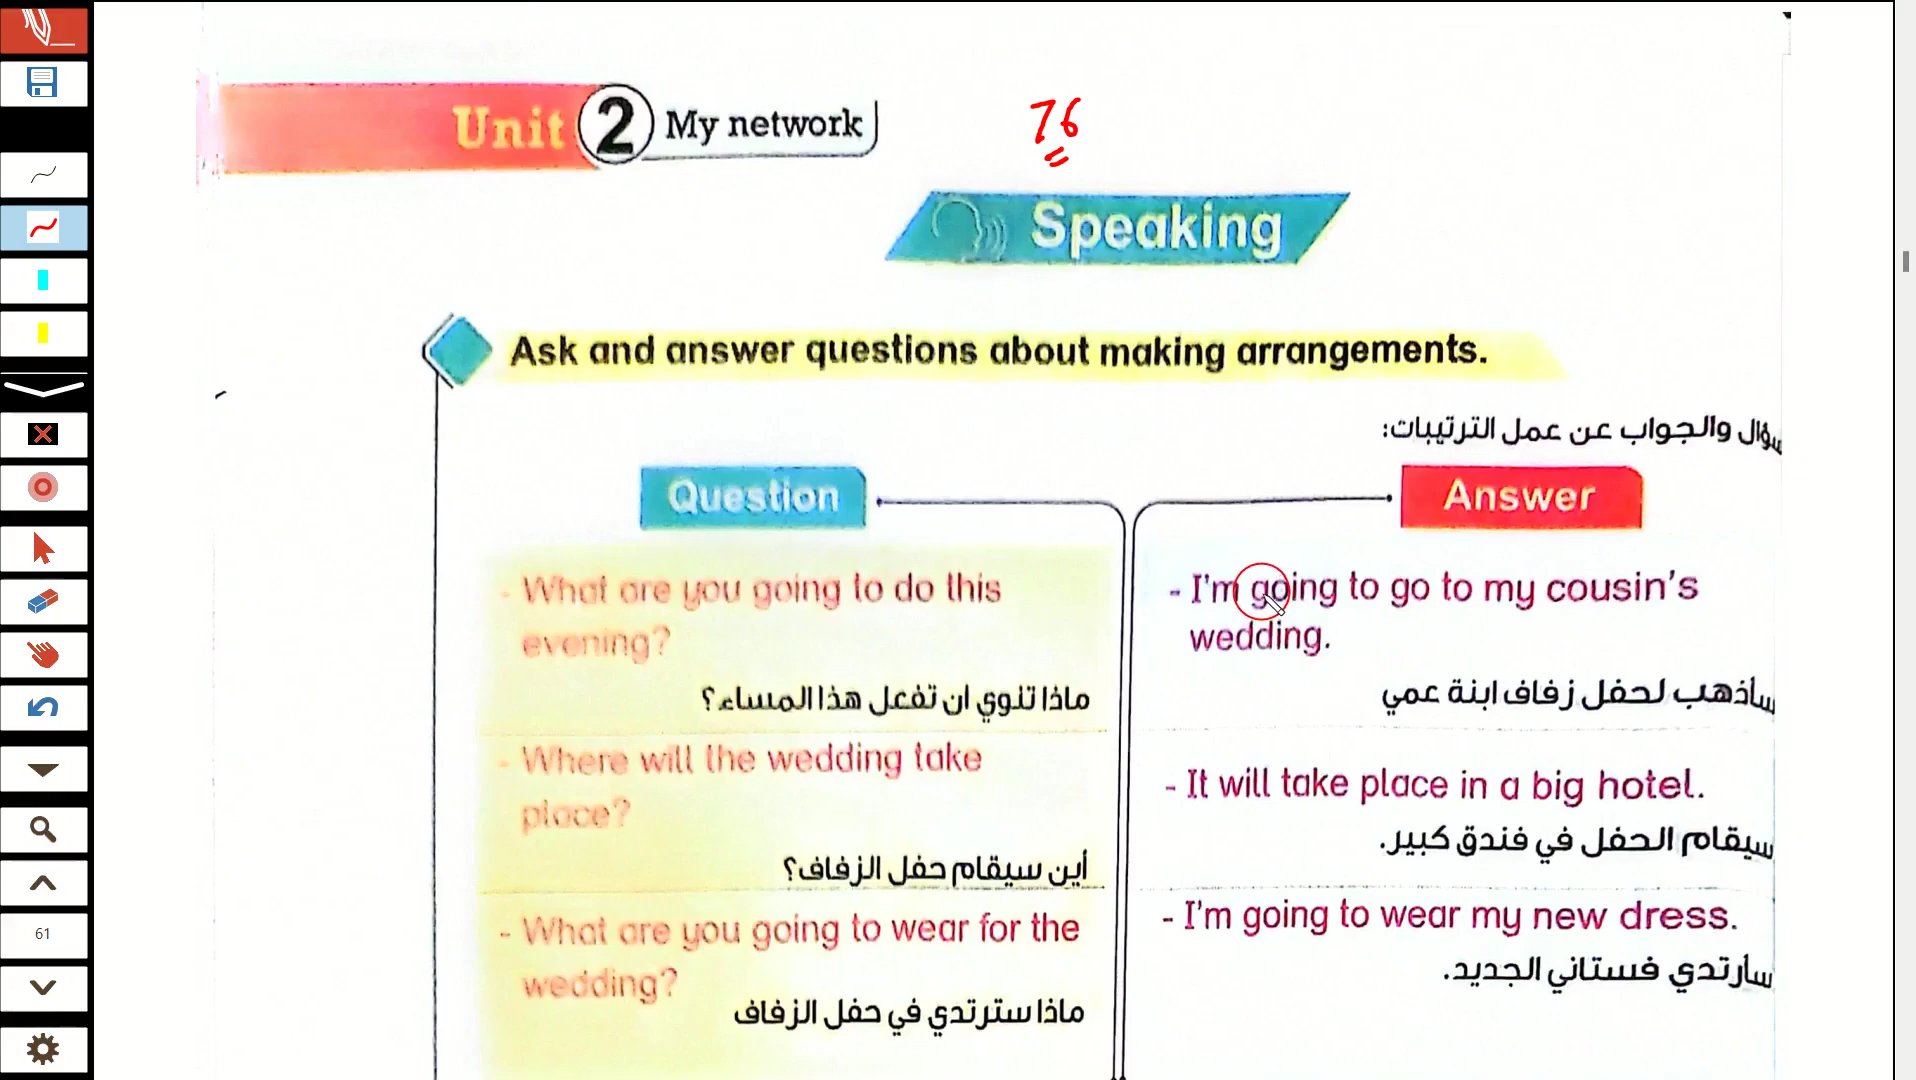 Unit 2 My network
76
Speaking
Ask and answer questions about making arrangements.
سؤال والجواب عن عمل الترتيبات:
Question
Answer
- What are you going to do this
evening?
ماذا تنوي ان تفعل هذا المساء؟
- I'm going to go to my cousin's
wedding.
سأذهب لحفل زفاف ابنة عمي
- Where will the wedding take
place?
أين سيقام حفل الزفاف؟
- It will take place in a big hotel.
سيقام الحفل في فندق كبير.
- What are you going to wear for the
wedding?
ماذا سترتدي في حفل الزفاف
- I'm going to wear my new dress.
سأرتدي فستاني الجديد.
61